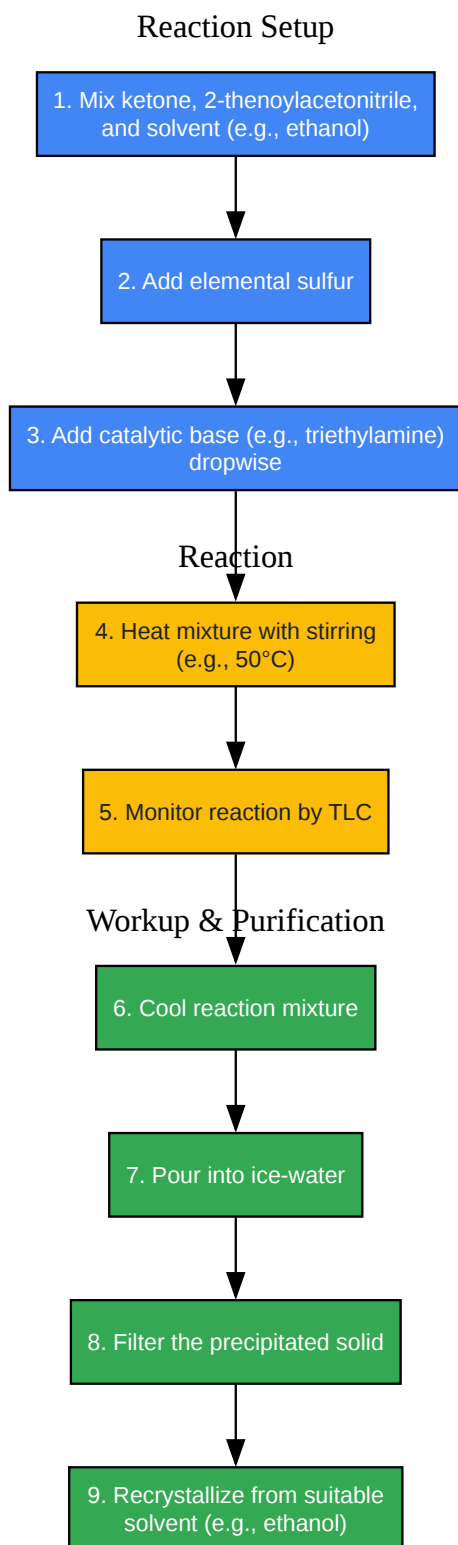 Reaction Setup
1. Mix ketone, 2-thenoylacetonitrile,
and solvent (e.g., ethanol)
2. Add elemental sulfur
3. Add catalytic base (e.g., triethylamine)
dropwise
Reaction
4. Heat mixture with stirring
(e.g., 50°C)
5. Monitor reaction by TLC
Workup & Purification
6. Cool reaction mixture
7. Pour into ice-water
8. Filter the precipitated solid
9. Recrystallize from suitable
solvent (e.g., ethanol)